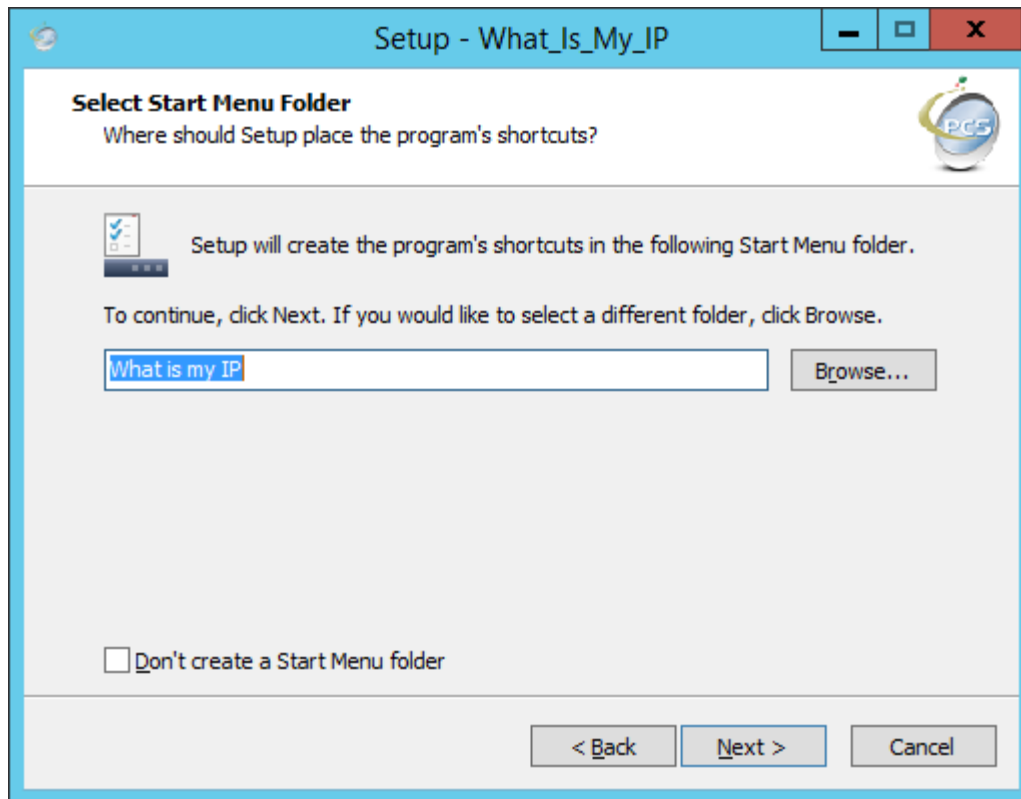 Setup - What_Is_My_IP
Select Start Menu Folder
Where should Setup place the program's shortcuts?
PCS
Setup will create the program's shortcuts in the following Start Menu folder.
To continue, click Next. If you would like to select a different folder, click Browse.
What is my IP
Browse...
Don't create a Start Menu folder
< Back
Next >
Cancel